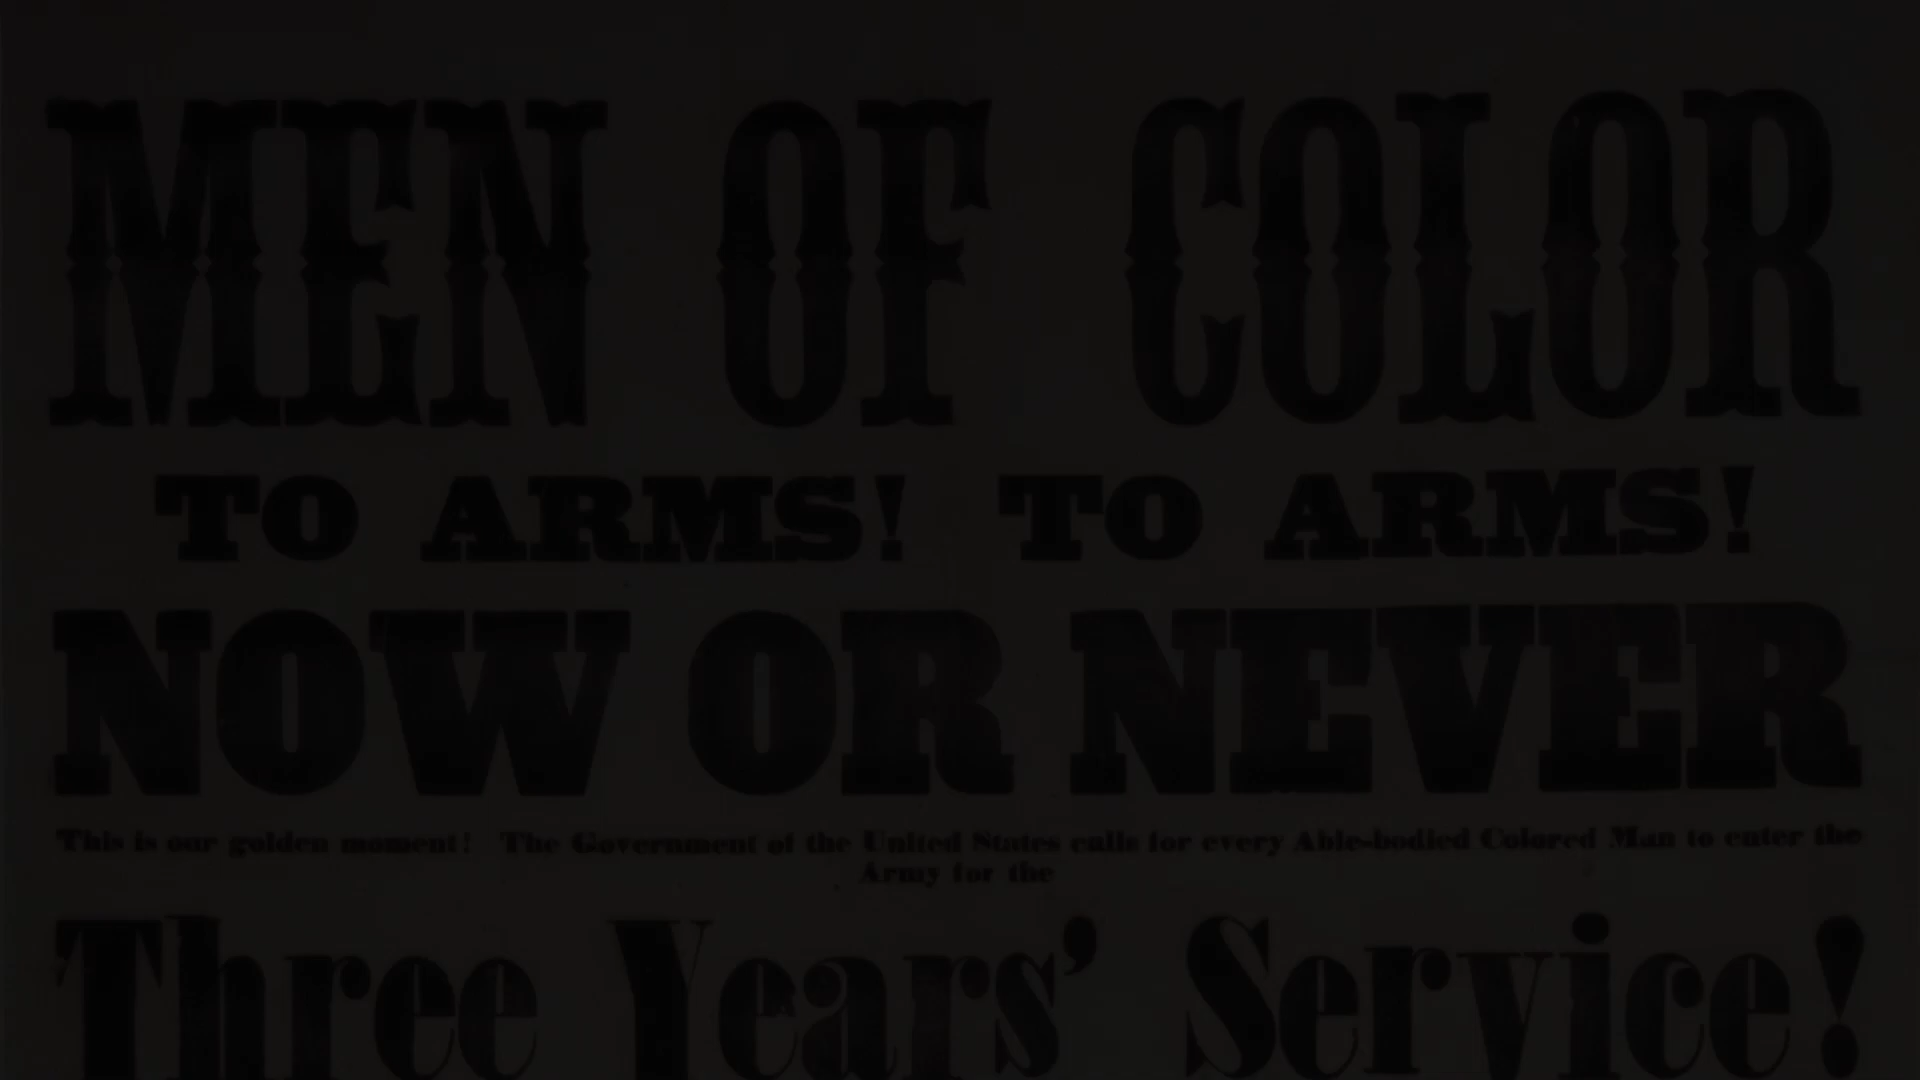 MEN OF COLOR
TO ARMS! TO ARMS!
NOW OR NEVER
This is our golden moment! The Government of the United States calls for every Able-bodied Colored Man to enter the
Army for the
Three Years' Service!